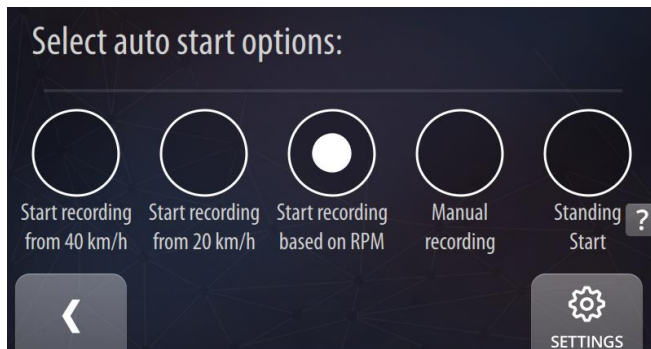 Select auto start options:
Start recording
from 40 km/h
Start recording
from 20 km/h
Start recording
based on RPM
Manual
recording
Standing
Start
?
SETTINGS